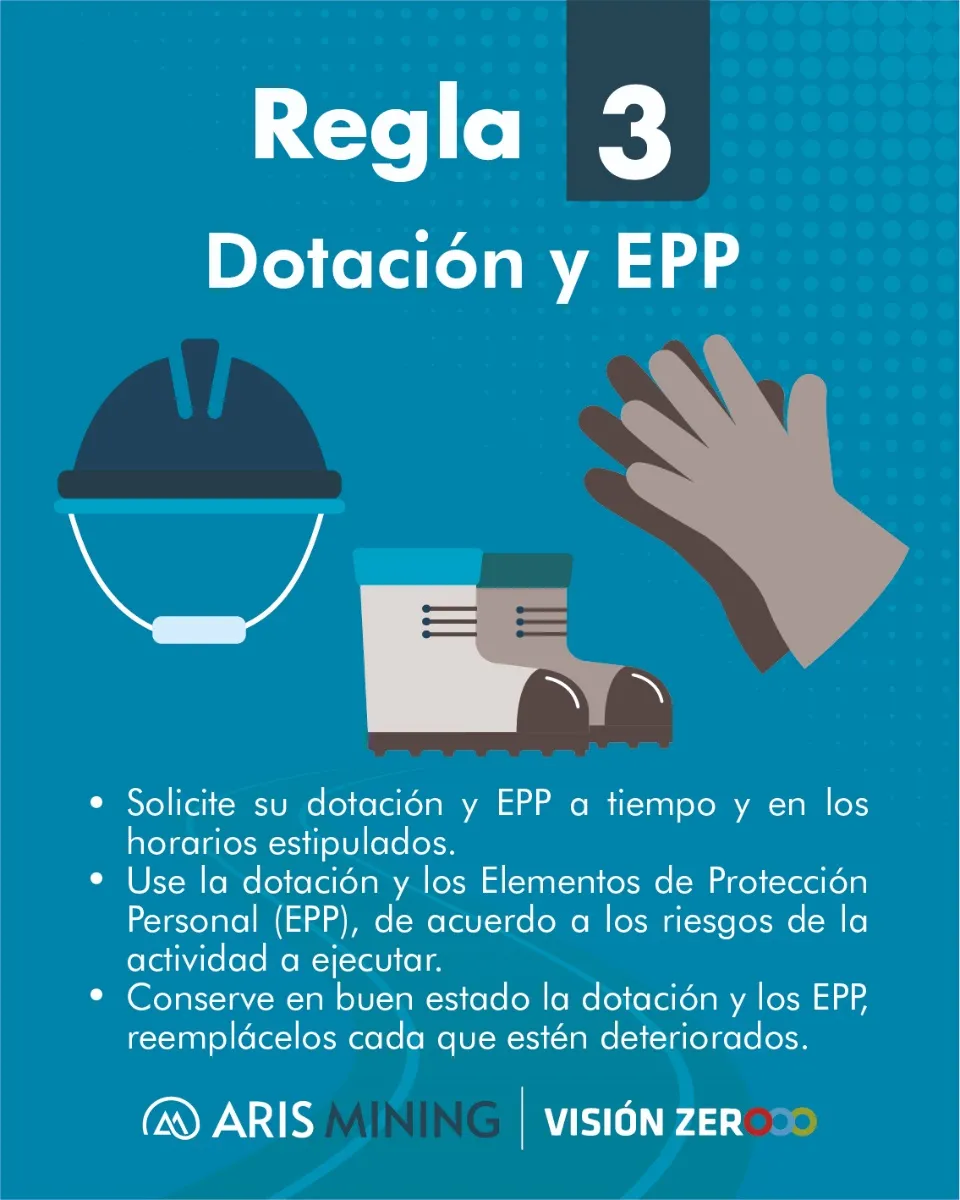 Regla 3
Dotación y EPP
• Solicite su dotación y EPP a tiempo y en los
horarios estipulados.
• Use la dotación y los Elementos de Protección
Personal (EPP), de acuerdo a los riesgos de la
actividad a ejecutar.
• Conserve en buen estado la dotación y los EPP,
reemplácelos cada que estén deteriorados.
ARIS MINING | VISIÓN ZEROOO